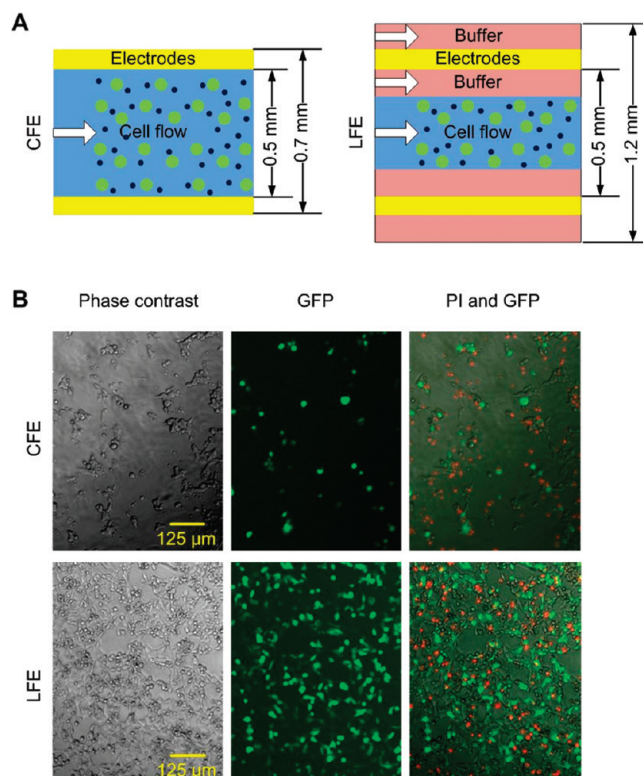 A
Electrodes
CFE
Cell flow
0.5 mm
0.7 mm
Buffer
Electrodes
Buffer
LFE
Cell flow
0.5 mm
1.2 mm
B
Phase contrast
GFP
PI and GFP
CFE
125 µm
LFE
125 µm